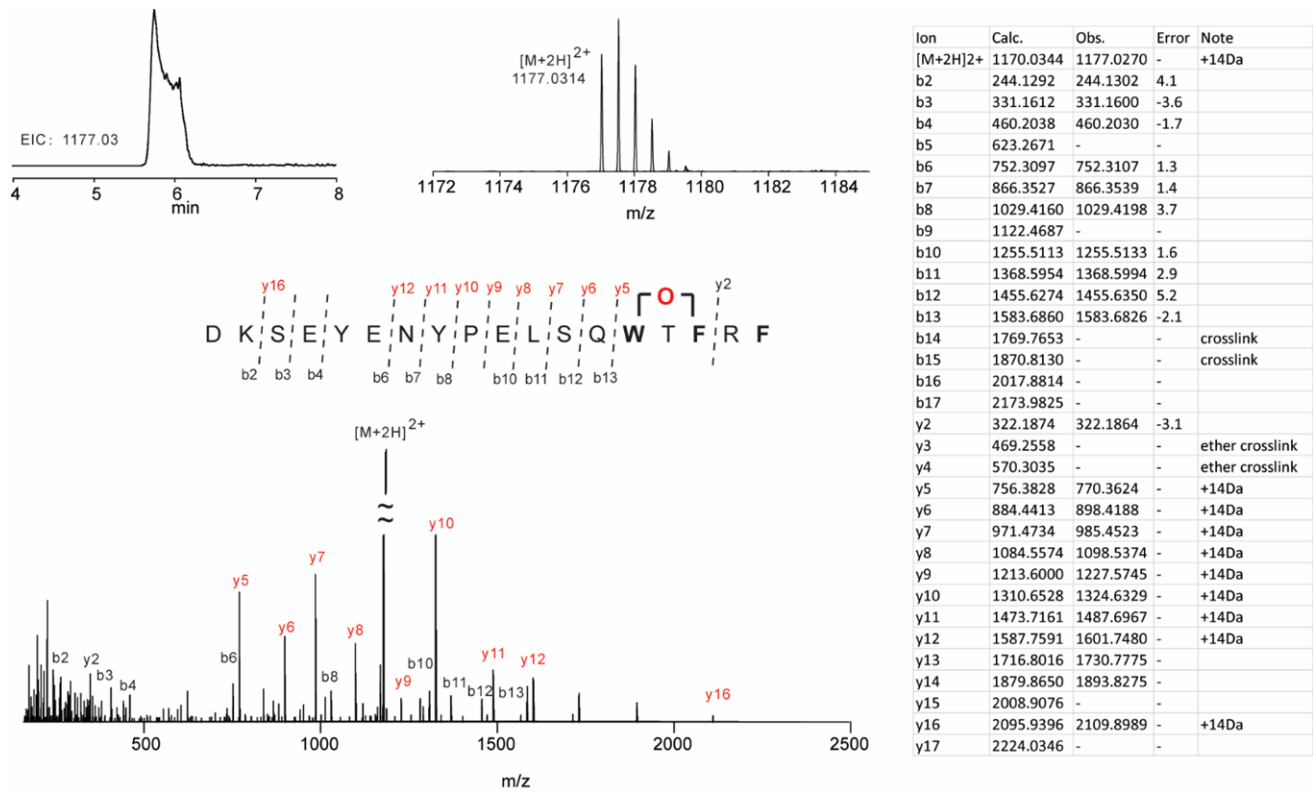 EIC: 1177.03
4 5 6 7 8
min
[M+2H]2+
1177.0314
1172 1174 1176 1178 1180 1182 1184
m/z
y16 y12 y11 y10 y9 y8 y7 y6 y5 O y2
D K S E Y E N Y P E L S Q W T F R F
b2 b3 b4 b6 b7 b8 b10 b11 b12 b13
[M+2H]2+
≈
y10
y7
y5
y6
y8
y11
y12
b6
b10
b2
y2
b3
b4
b8
y9
b11
b12
b13
y16
500 1000 1500 2000 2500
m/z
Ion Calc. Obs. Error Note
[M+2H]2+ 1170.0344 1177.0270 - +14Da
b2 244.1292 244.1302 4.1
b3 331.1612 331.1600 -3.6
b4 460.2038 460.2030 -1.7
b5 623.2671 - -
b6 752.3097 752.3107 1.3
b7 866.3527 866.3539 1.4
b8 1029.4160 1029.4198 3.7
b9 1122.4687 - -
b10 1255.5113 1255.5133 1.6
b11 1368.5954 1368.5994 2.9
b12 1455.6274 1455.6350 5.2
b13 1583.6860 1583.6826 -2.1
b14 1769.7653 - - crosslink
b15 1870.8130 - - crosslink
b16 2017.8814 - -
b17 2173.9825 - -
y2 322.1874 322.1864 -3.1
y3 469.2558 - - ether crosslink
y4 570.3035 - - ether crosslink
y5 756.3828 770.3624 - +14Da
y6 884.4413 898.4188 - +14Da
y7 971.4734 985.4523 - +14Da
y8 1084.5574 1098.5374 - +14Da
y9 1213.6000 1227.5745 - +14Da
y10 1310.6528 1324.6329 - +14Da
y11 1473.7161 1487.6967 - +14Da
y12 1587.7591 1601.7480 - +14Da
y13 1716.8016 1730.7775 -
y14 1879.8650 1893.8275 -
y15 2008.9076 - -
y16 2095.9396 2109.8989 - +14Da
y17 2224.0346 - -